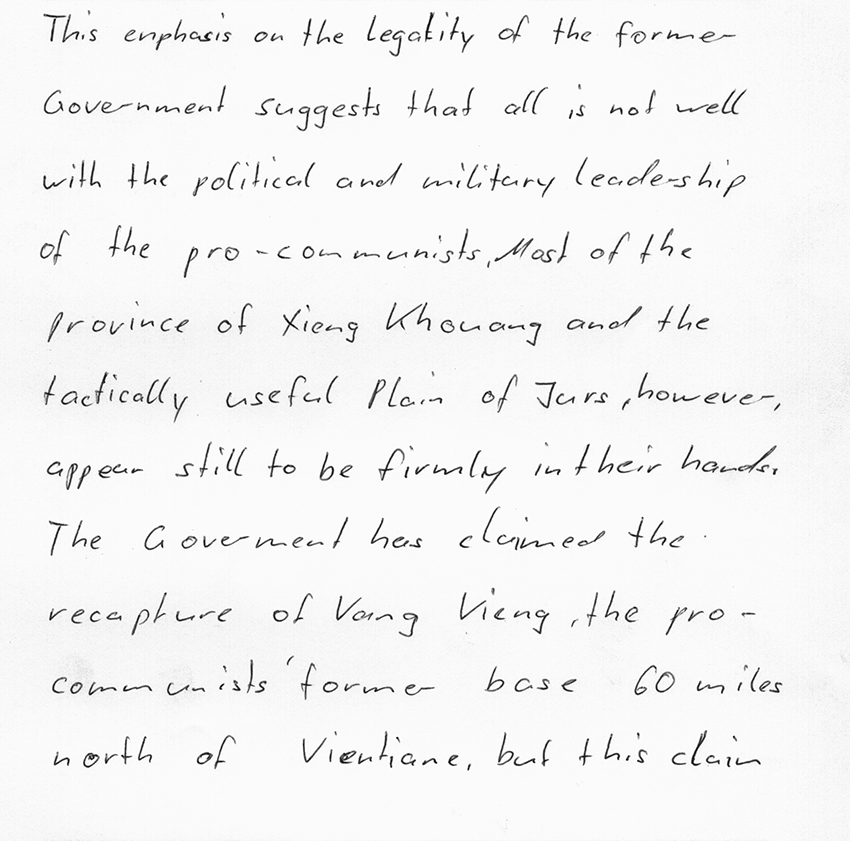 This enphasis on the legality of the former
Government suggests that all is not well
with the political and military leadership
of the pro-communists, Most of the
province of Xieng Khouang and the
tactically useful Plain of Jars, however,
appear still to be firmly in their hands.
The Goverment has claimed the
recapture of Vang Vieng, the pro-
communists' former base 60 miles
north of Vientiane, but this claim